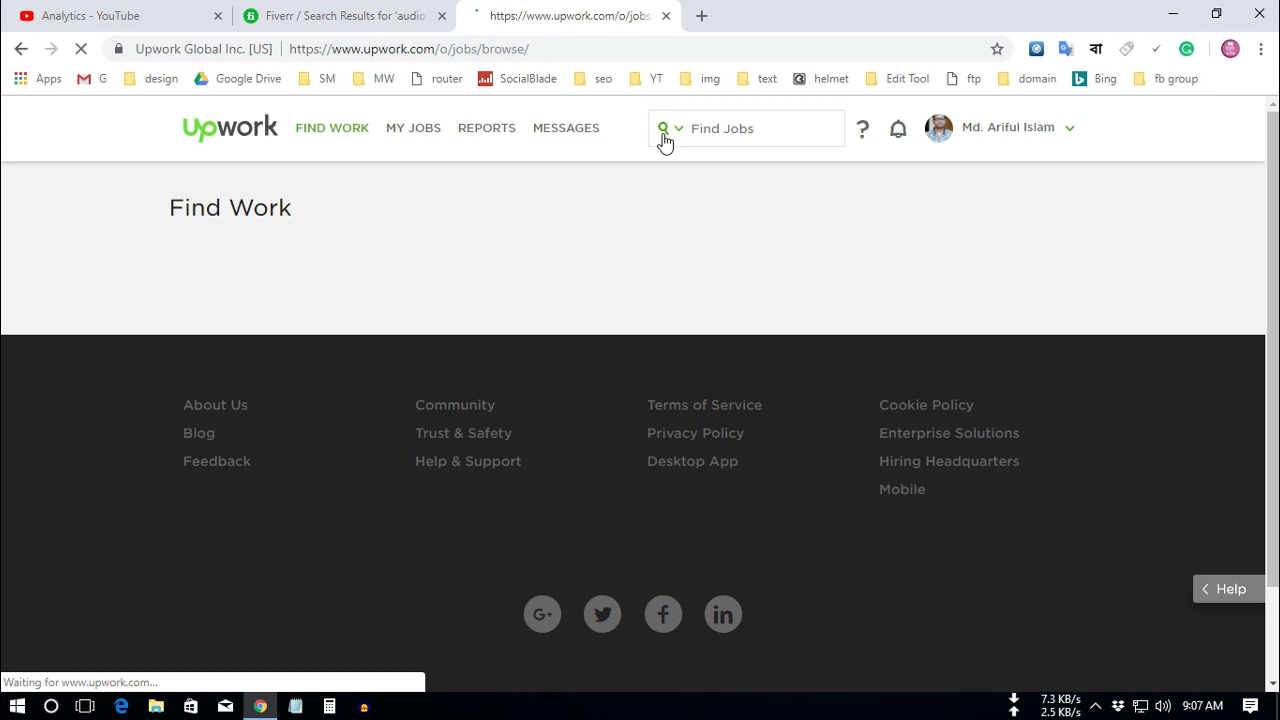 Analytics - YouTube
Fiverr / Search Results for 'audio
https://www.upwork.com/o/jobs/
Upwork Global Inc. [US] https://www.upwork.com/o/jobs/browse/
বা
Apps G design Google Drive SM MW router SocialBlade seo YT img text helmet Edit Tool ftp domain Bing fb group
Upwork FIND WORK MY JOBS REPORTS MESSAGES Find Jobs ? Md. Ariful Islam
Find Work
About Us Community Terms of Service Cookie Policy
Blog Trust & Safety Privacy Policy Enterprise Solutions
Feedback Help & Support Desktop App Hiring Headquarters
Mobile
Help
G+ f in
Waiting for www.upwork.com...
7.3 KB/s
2.5 KB/s
9:07 AM